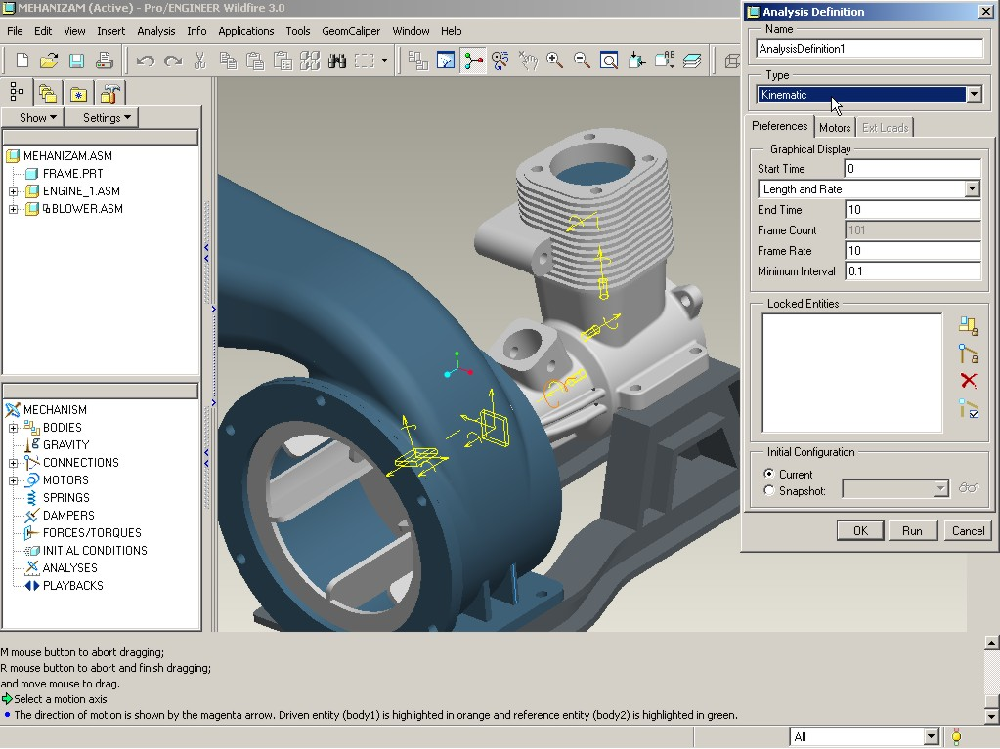 MEHANIZAM (Active) - Pro/ENGINEER Wildfire 3.0
File Edit View Insert Analysis Info Applications Tools GeomCaliper Window Help
Show Settings
MEHANIZAM.ASM
FRAME.PRT
ENGINE_1.ASM
BLOWER.ASM
MECHANISM
BODIES
GRAVITY
CONNECTIONS
MOTORS
SPRINGS
DAMPERS
FORCES/TORQUES
INITIAL CONDITIONS
ANALYSES
PLAYBACKS
Analysis Definition
Name
AnalysisDefinition1
Type
Kinematic
Preferences Motors Ext Loads
Graphical Display
Start Time 0
Length and Rate
End Time 10
Frame Count 101
Frame Rate 10
Minimum Interval 0.1
Locked Entities
Initial Configuration
Current
Snapshot:
OK Run Cancel
M mouse button to abort dragging;
R mouse button to abort and finish dragging;
and move mouse to drag.
Select a motion axis
The direction of motion is shown by the magenta arrow. Driven entity (body1) is highlighted in orange and reference entity (body2) is highlighted in green.
All